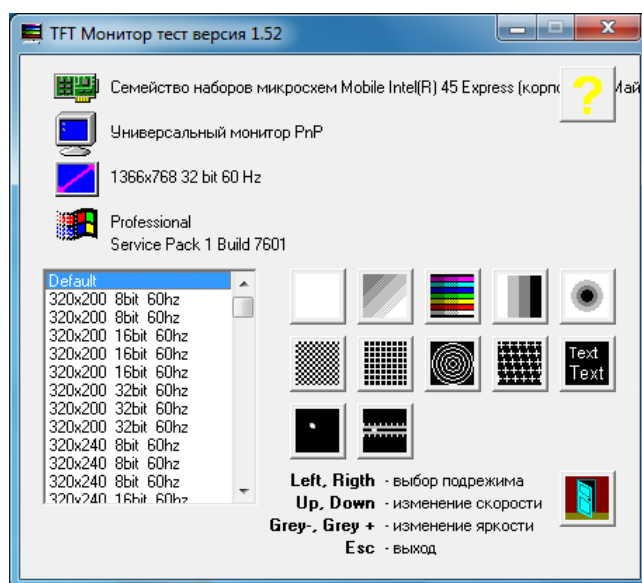 TFT Монитор тест версия 1.52
Семейство наборов микросхем Mobile Intel(R) 45 Express (корпо Май
?
Универсальный монитор PnP
1366x768 32 bit 60 Hz
Professional
Service Pack 1 Build 7601
Default
320x200 8bit 60hz
320x200 8bit 60hz
320x200 16bit 60hz
320x200 16bit 60hz
320x200 16bit 60hz
320x200 32bit 60hz
320x200 32bit 60hz
320x200 32bit 60hz
320x240 8bit 60hz
320x240 8bit 60hz
320x240 8bit 60hz
320x240 16bit 60hz
Text
Text
Left, Rigth - выбор подрежима
Up, Down - изменение скорости
Grey-, Grey + - изменение яркости
Esc - выход